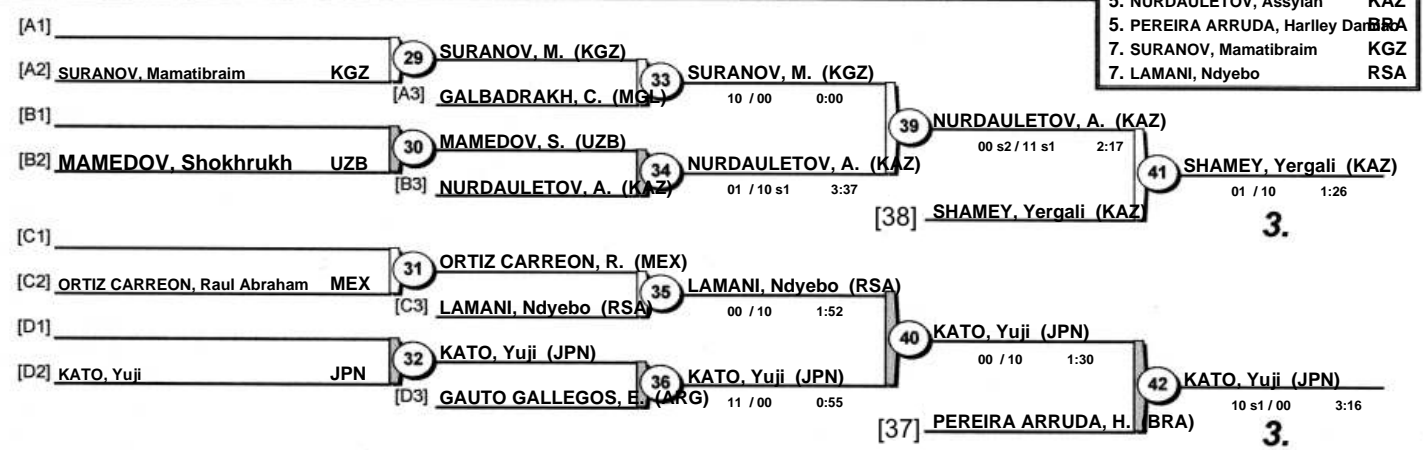 5. NURDAULETOV, Assylan KAZ
5. PEREIRA ARRUDA, Harlley BRA
7. SURANOV, Mamatibraim KGZ
7. LAMANI, Ndyebo RSA
[A1]
[A2] SURANOV, Mamatibraim KGZ
29 SURANOV, M. (KGZ)
[A3] GALBADRAKH, C. (MGL)
33 SURANOV, M. (KGZ)
10 / 00 0:00
[B1]
[B2] MAMEDOV, Shokhrukh UZB
30 MAMEDOV, S. (UZB)
[B3] NURDAULETOV, A. (KAZ)
34 NURDAULETOV, A. (KAZ)
01 / 10 s1 3:37
39 NURDAULETOV, A. (KAZ)
00 s2 / 11 s1 2:17
[38] SHAMEY, Yergali (KAZ)
41 SHAMEY, Yergali (KAZ)
01 / 10 1:26
3.
[C1]
[C2] ORTIZ CARREON, Raul Abraham MEX
31 ORTIZ CARREON, R. (MEX)
[C3] LAMANI, Ndyebo (RSA)
35 LAMANI, Ndyebo (RSA)
00 / 10 1:52
[D1]
[D2] KATO, Yuji JPN
32 KATO, Yuji (JPN)
[D3] GAUTO GALLEGOS, E. (ARG)
36 KATO, Yuji (JPN)
11 / 00 0:55
40 KATO, Yuji (JPN)
00 / 10 1:30
[37] PEREIRA ARRUDA, H. (BRA)
42 KATO, Yuji (JPN)
10 s1 / 00 3:16
3.